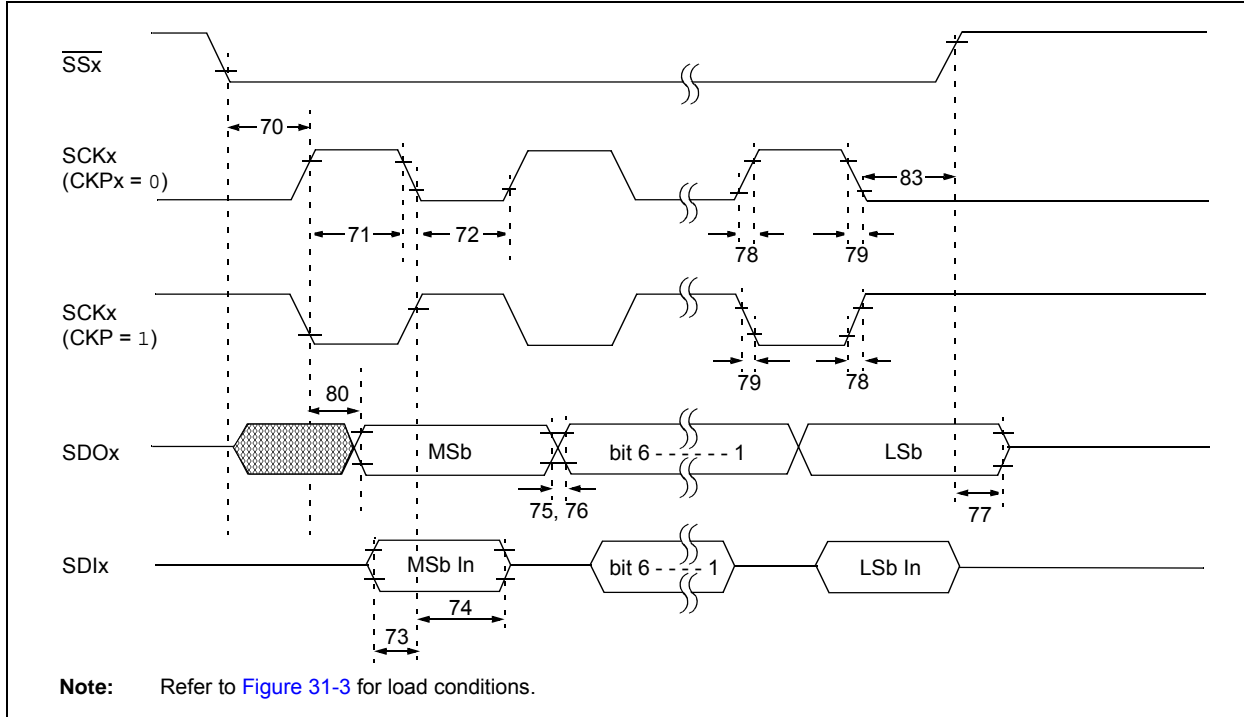 SSx
70
SCKx
(CKPx = 0)
83
71
72
78
79
SCKx
(CKP = 1)
79
78
80
SDOx
MSb
bit 6 - - - - - - 1
LSb
75, 76
77
SDIx
MSb In
bit 6 - - - - 1
LSb In
74
73
Note: Refer to Figure 31-3 for load conditions.